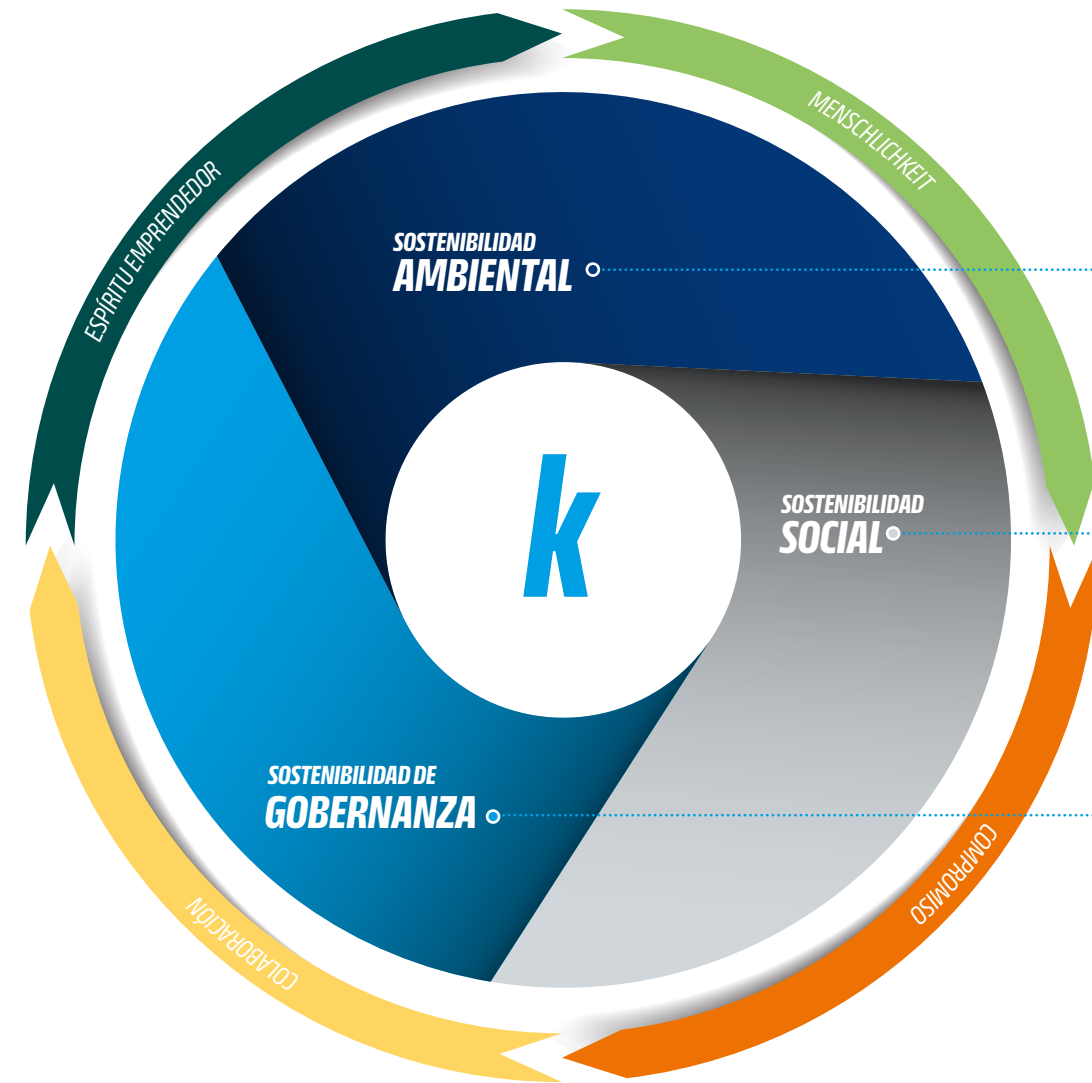 ESPÍRITU EMPRENDEDOR
MENSCHLICHKEIT
SOSTENIBILIDAD
AMBIENTAL
SOSTENIBILIDAD
SOCIAL
k
SOSTENIBILIDAD DE
GOBERNANZA
COMPROMISO
COLABORACIÓN